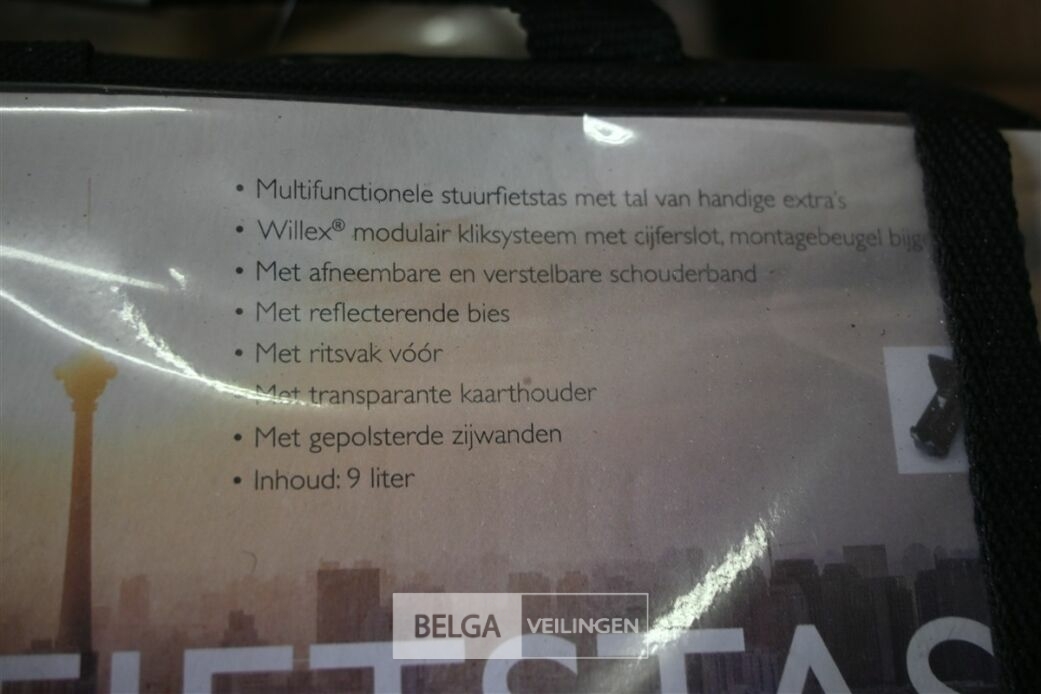 • Multifunctionele stuurfietstas met tal van handige extra's
• Willex® modulair kliksysteem met cijferslot, montagebeugel
• Met afneembare en verstelbare schouderband
• Met reflecterende bies
• Met ritsvak vóór
• Met transparante kaarthouder
• Met gepolsterde zijwanden
• Inhoud: 9 liter
BELGA VEILINGEN